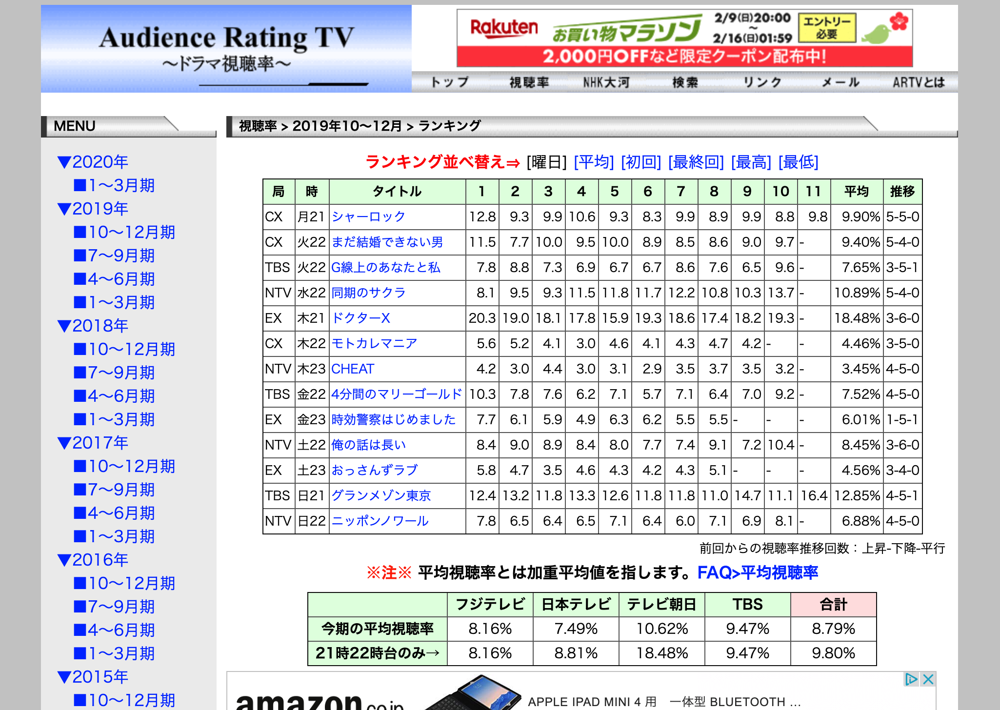 Audience Rating TV
～ドラマ視聴率～
Rakuten お買い物マラソン 2/9(日)20:00 ～ 2/16(日)01:59 エントリー必要
2,000円OFFなど限定クーポン配布中!
トップ 視聴率 NHK大河 検索 リンク メール ARTVとは
MENU
▼2020年
■1～3月期
▼2019年
■10～12月期
■7～9月期
■4～6月期
■1～3月期
▼2018年
■10～12月期
■7～9月期
■4～6月期
■1～3月期
▼2017年
■10～12月期
■7～9月期
■4～6月期
■1～3月期
▼2016年
■10～12月期
■7～9月期
■4～6月期
■1～3月期
▼2015年
■10～12月期
視聴率 > 2019年10～12月 > ランキング
ランキング並べ替え⇒ [曜日] [平均] [初回] [最終回] [最高] [最低]
局 時 タイトル 1 2 3 4 5 6 7 8 9 10 11 平均 推移
CX 月21 シャーロック 12.8 9.3 9.9 10.6 9.3 8.3 9.9 8.9 9.9 8.8 9.8 9.90% 5-5-0
CX 火22 まだ結婚できない男 11.5 7.7 10.0 9.5 10.0 8.9 8.5 8.6 9.0 9.7 - 9.40% 5-4-0
TBS 火22 G線上のあなたと私 7.8 8.8 7.3 6.9 6.7 6.7 8.6 7.6 6.5 9.6 - 7.65% 3-5-1
NTV 水22 同期のサクラ 8.1 9.5 9.3 11.5 11.8 11.7 12.2 10.8 10.3 13.7 - 10.89% 5-4-0
EX 木21 ドクターX 20.3 19.0 18.1 17.8 15.9 19.3 18.6 17.4 18.2 19.3 - 18.48% 3-6-0
CX 木22 モトカレマニア 5.6 5.2 4.1 3.0 4.6 4.1 4.3 4.7 4.2 - - 4.46% 3-5-0
NTV 木23 CHEAT 4.2 3.0 4.4 3.0 3.1 2.9 3.5 3.7 3.5 3.2 - 3.45% 4-5-0
TBS 金22 4分間のマリーゴールド 10.3 7.8 7.6 6.2 7.1 5.7 7.1 6.4 7.0 9.2 - 7.52% 4-5-0
EX 金23 時効警察はじめました 7.7 6.1 5.9 4.9 6.3 6.2 5.5 5.5 - - - 6.01% 1-5-1
NTV 土22 俺の話は長い 8.4 9.0 8.9 8.4 8.0 7.7 7.4 9.1 7.2 10.4 - 8.45% 3-6-0
EX 土23 おっさんずラブ 5.8 4.7 3.5 4.6 4.3 4.2 4.3 5.1 - - - 4.56% 3-4-0
TBS 日21 グランメゾン東京 12.4 13.2 11.8 13.3 12.6 11.8 11.8 11.0 14.7 11.1 16.4 12.85% 4-5-1
NTV 日22 ニッポンノワール 7.8 6.5 6.4 6.5 7.1 6.4 6.0 7.1 6.9 8.1 - 6.88% 4-5-0
前回からの視聴率推移回数：上昇-下降-平行
※注※ 平均視聴率とは加重平均値を指します。FAQ>平均視聴率
フジテレビ 日本テレビ テレビ朝日 TBS 合計
今期の平均視聴率 8.16% 7.49% 10.62% 9.47% 8.79%
21時22時台のみ→ 8.16% 8.81% 18.48% 9.47% 9.80%
amazon.co.jp APPLE IPAD MINI 4 用 一体型 BLUETOOTH ...